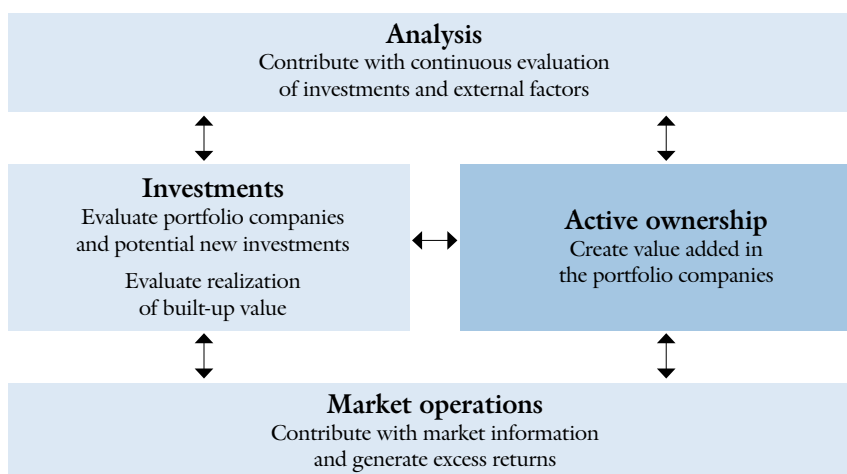 Analysis
Contribute with continuous evaluation
of investments and external factors
Investments
Evaluate portfolio companies
and potential new investments
Evaluate realization
of built-up value
Active ownership
Create value added in
the portfolio companies
Market operations
Contribute with market information
and generate excess returns